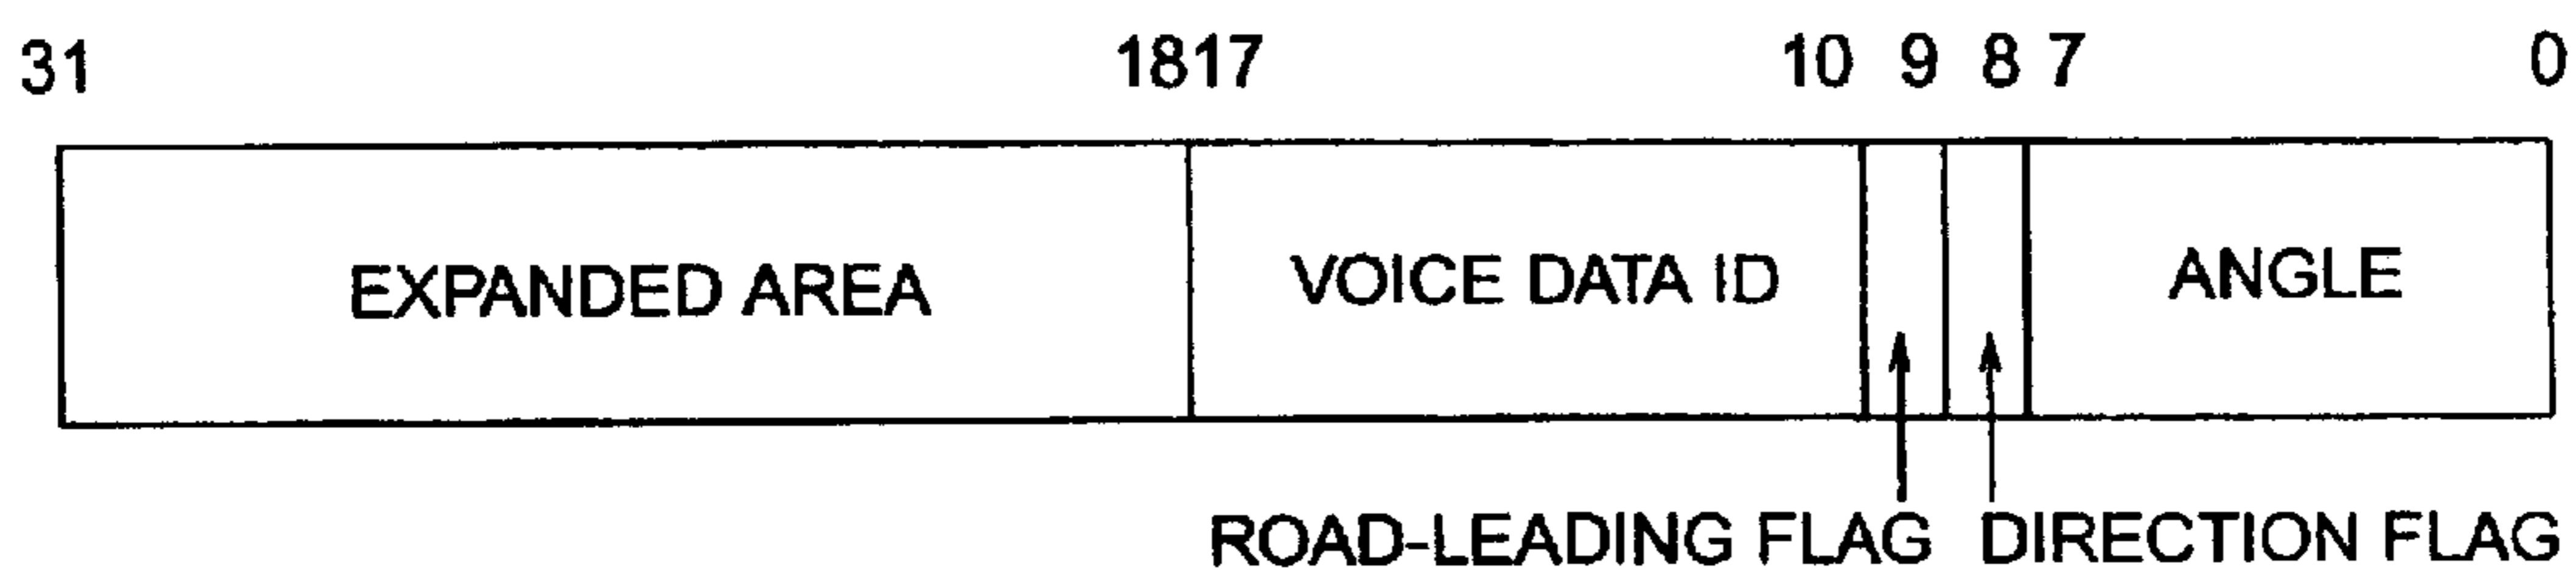 31 1817 10 9 8 7 0
EXPANDED AREA VOICE DATA ID ANGLE
ROAD-LEADING FLAG DIRECTION FLAG